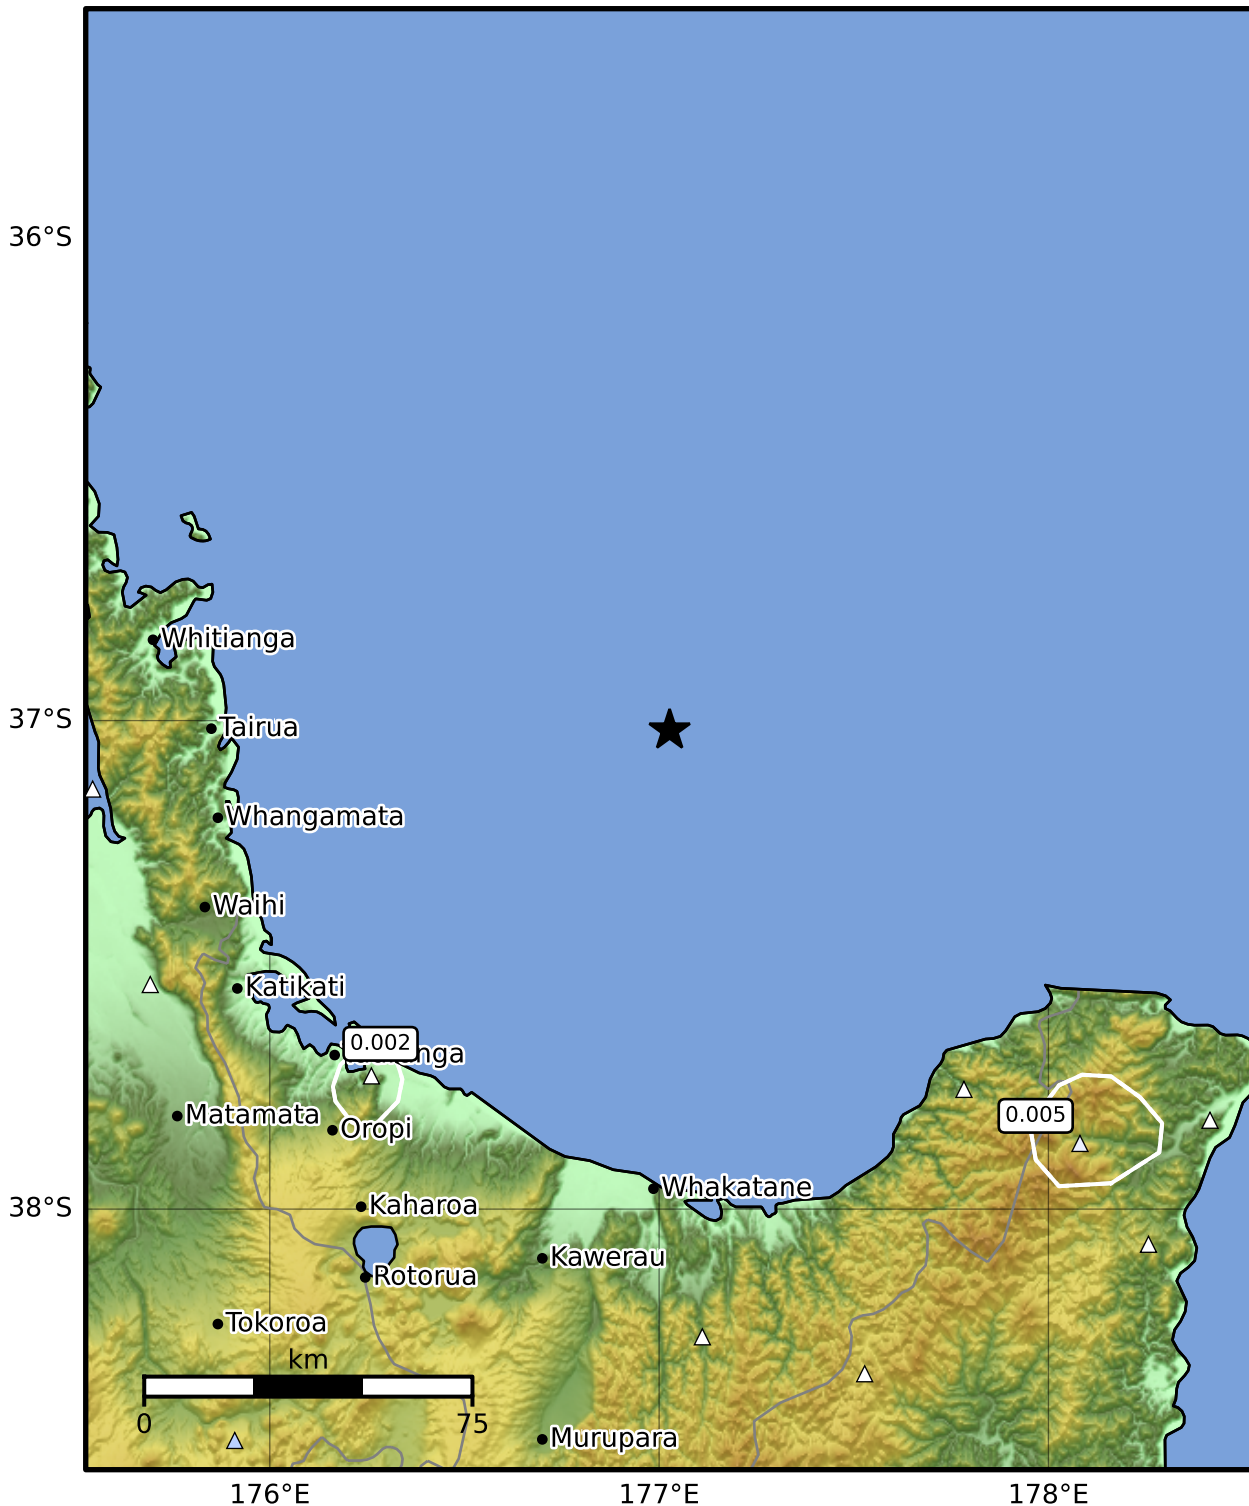 36°S
Whitianga
37°S
Tairua
Whangamata
Waihi
Katikati
0.002
nga
Matamata
0.005
Oropi
Whakatane
38°S
Kaharoa
Kawerau
Rotorua
Tokoroa
km
0
75
Murupara
176°E
177°E
178°E